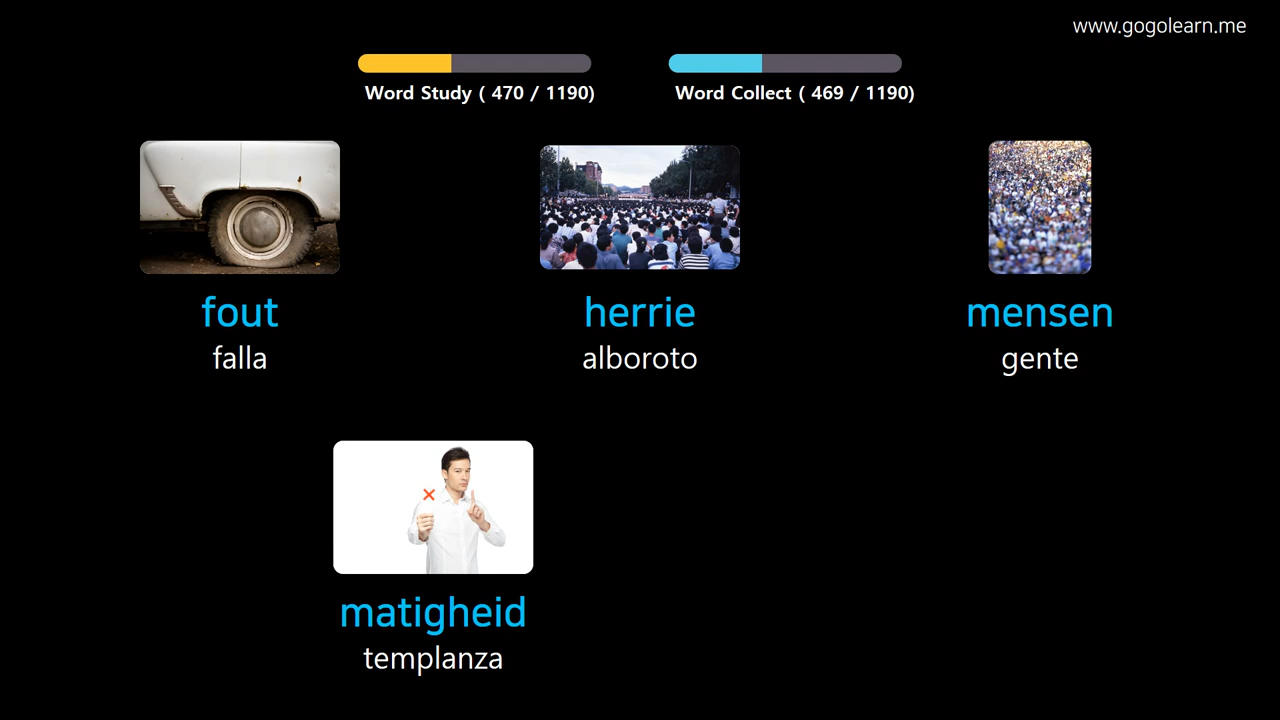 www.gogolearn.me
Word Study ( 470 / 1190)
Word Collect ( 469 / 1190)
fout
falla
herrie
alboroto
mensen
gente
matigheid
templanza